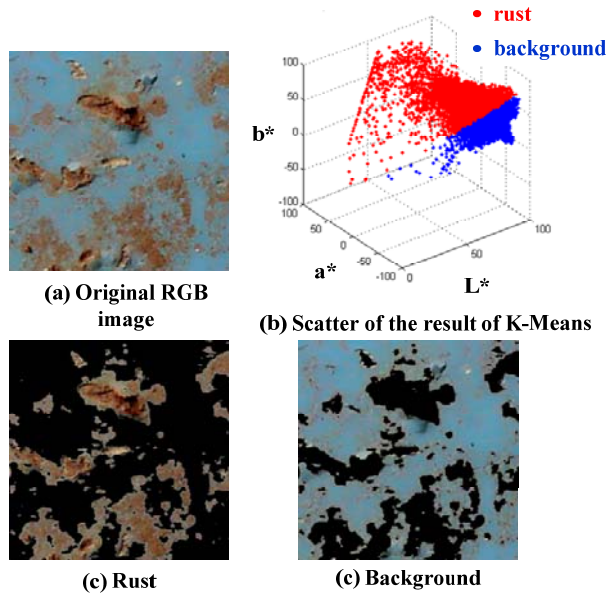 rust
background
100
50
b*
0
-50
-100
100
50
0
-50
-100
a*
0
50
100
L*
(a) Original RGB
image
(b) Scatter of the result of K-Means
(c) Rust
(c) Background